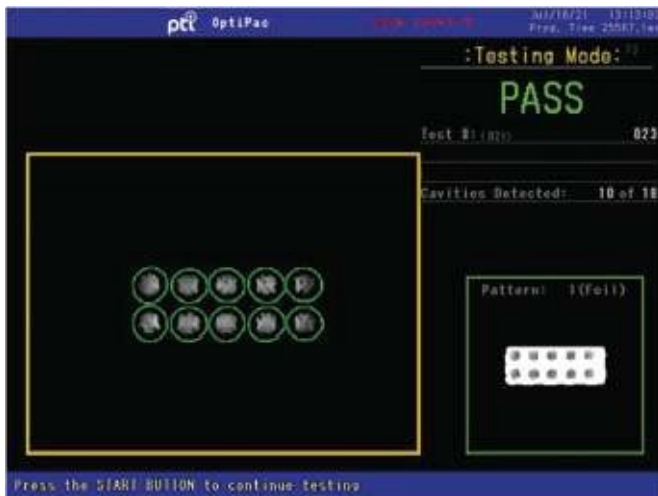 pti OptiPac
:Testing Mode:
PASS
Test #: 023
Cavities Detected: 10 of 10
Pattern: 1(Foil)
Press the START BUTTON to continue testing